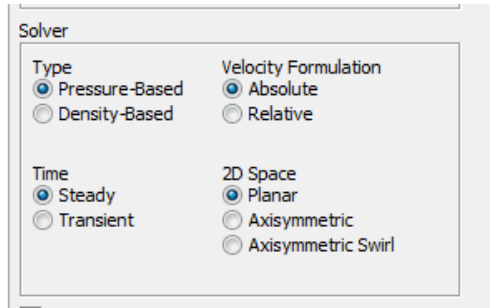 Solver
Type
Pressure-Based
Density-Based
Velocity Formulation
Absolute
Relative
Time
Steady
Transient
2D Space
Planar
Axisymmetric
Axisymmetric Swirl